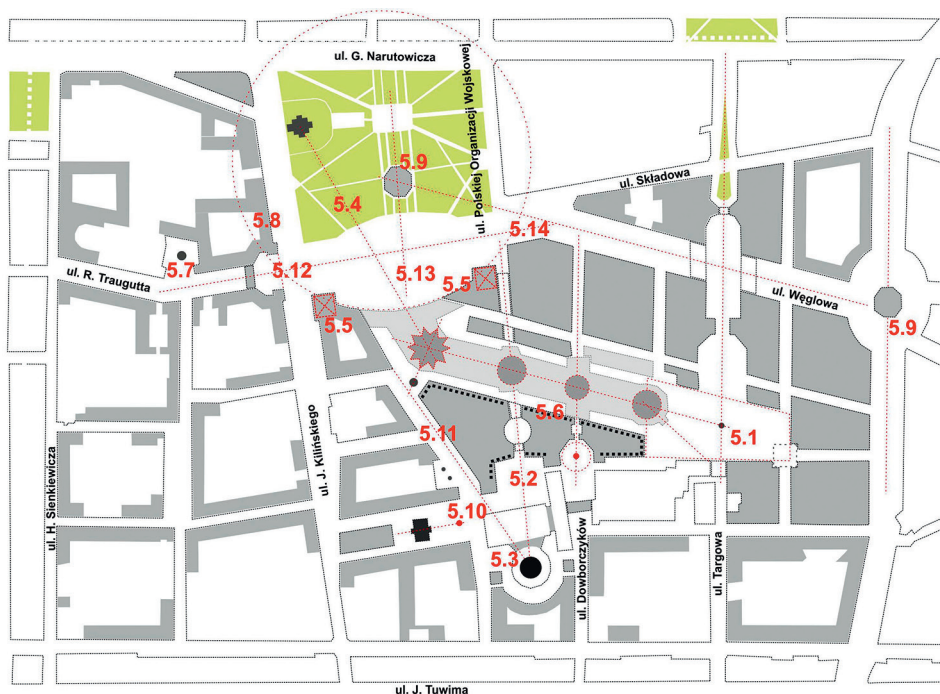 ul. G. Narutowicza
ul. Polskiej Organizacji Wojskowej
5.9
ul. Składowa
5.4
5.8
5.14
5.7
5.12
5.13
5.5
ul. R. Traugutta
ul. Węglowa
5.5
5.9
5.6
5.1
5.11
ul. J. Kilińskiego
5.2
ul. H. Sienkiewicza
5.10
5.3
ul. Dowborczyków
ul. Targowa
ul. J. Tuwima